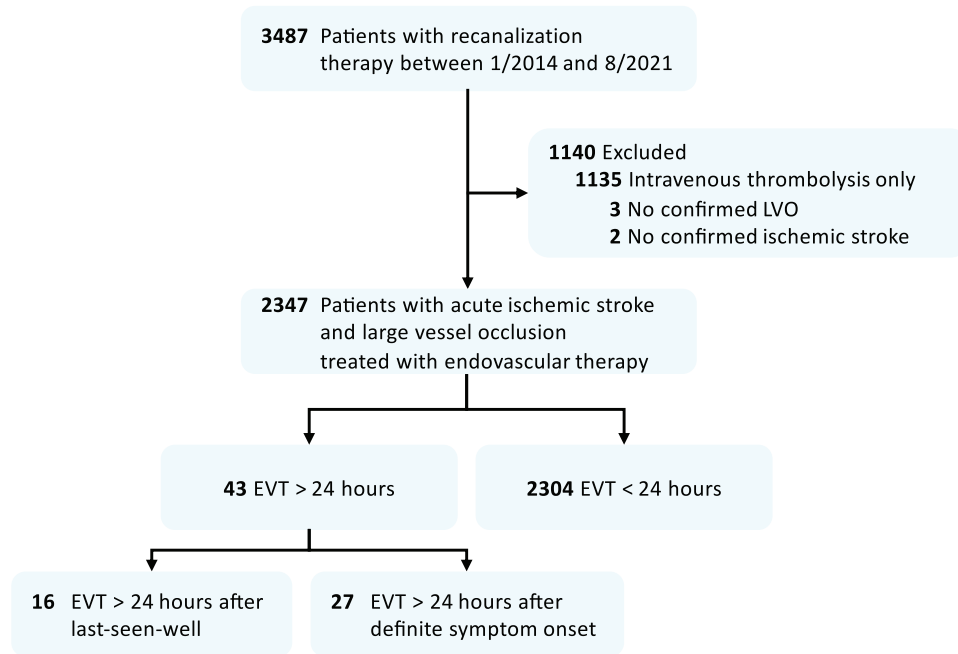 3487 Patients with recanalization
therapy between 1/2014 and 8/2021
1140 Excluded
1135 Intravenous thrombolysis only
3 No confirmed LVO
2 No confirmed ischemic stroke
2347 Patients with acute ischemic stroke
and large vessel occlusion
treated with endovascular therapy
43 EVT > 24 hours
2304 EVT < 24 hours
16 EVT > 24 hours after
last-seen-well
27 EVT > 24 hours after
definite symptom onset